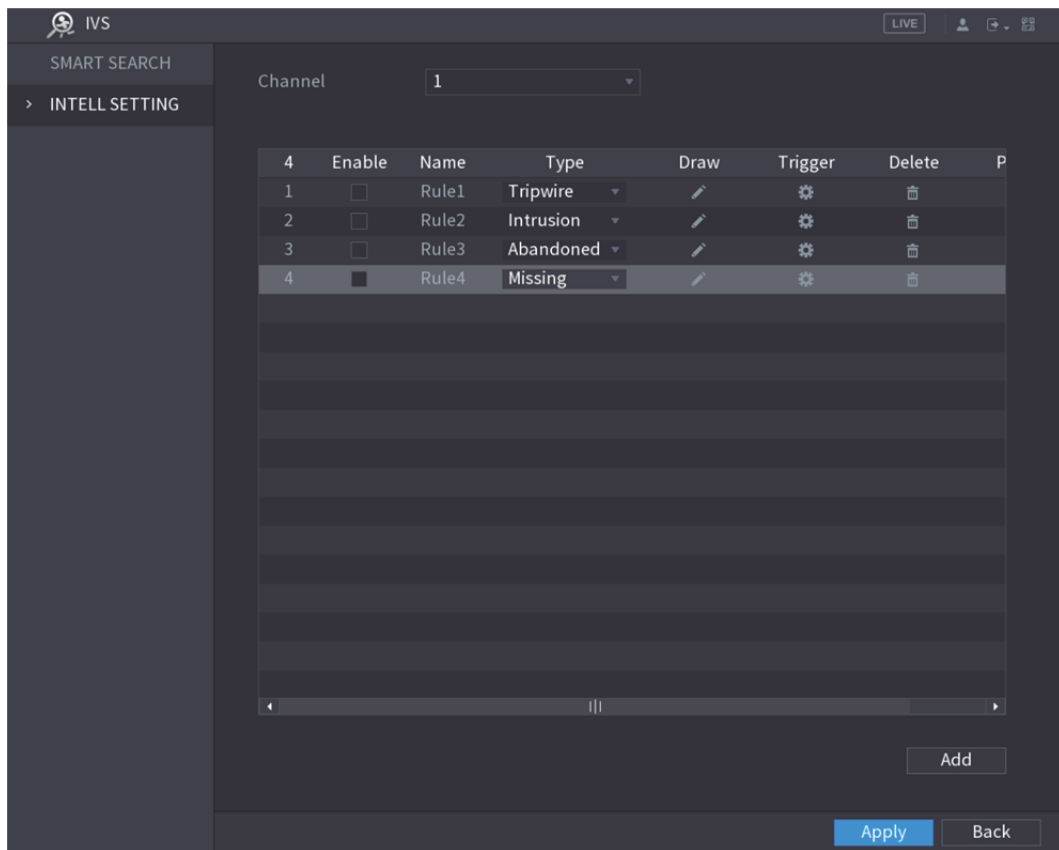 IVS LIVE
SMART SEARCH
INTELL SETTING
Channel 1
4 Enable Name Type Draw Trigger Delete P
1 Rule1 Tripwire
2 Rule2 Intrusion
3 Rule3 Abandoned
4 Rule4 Missing
Add
Apply Back